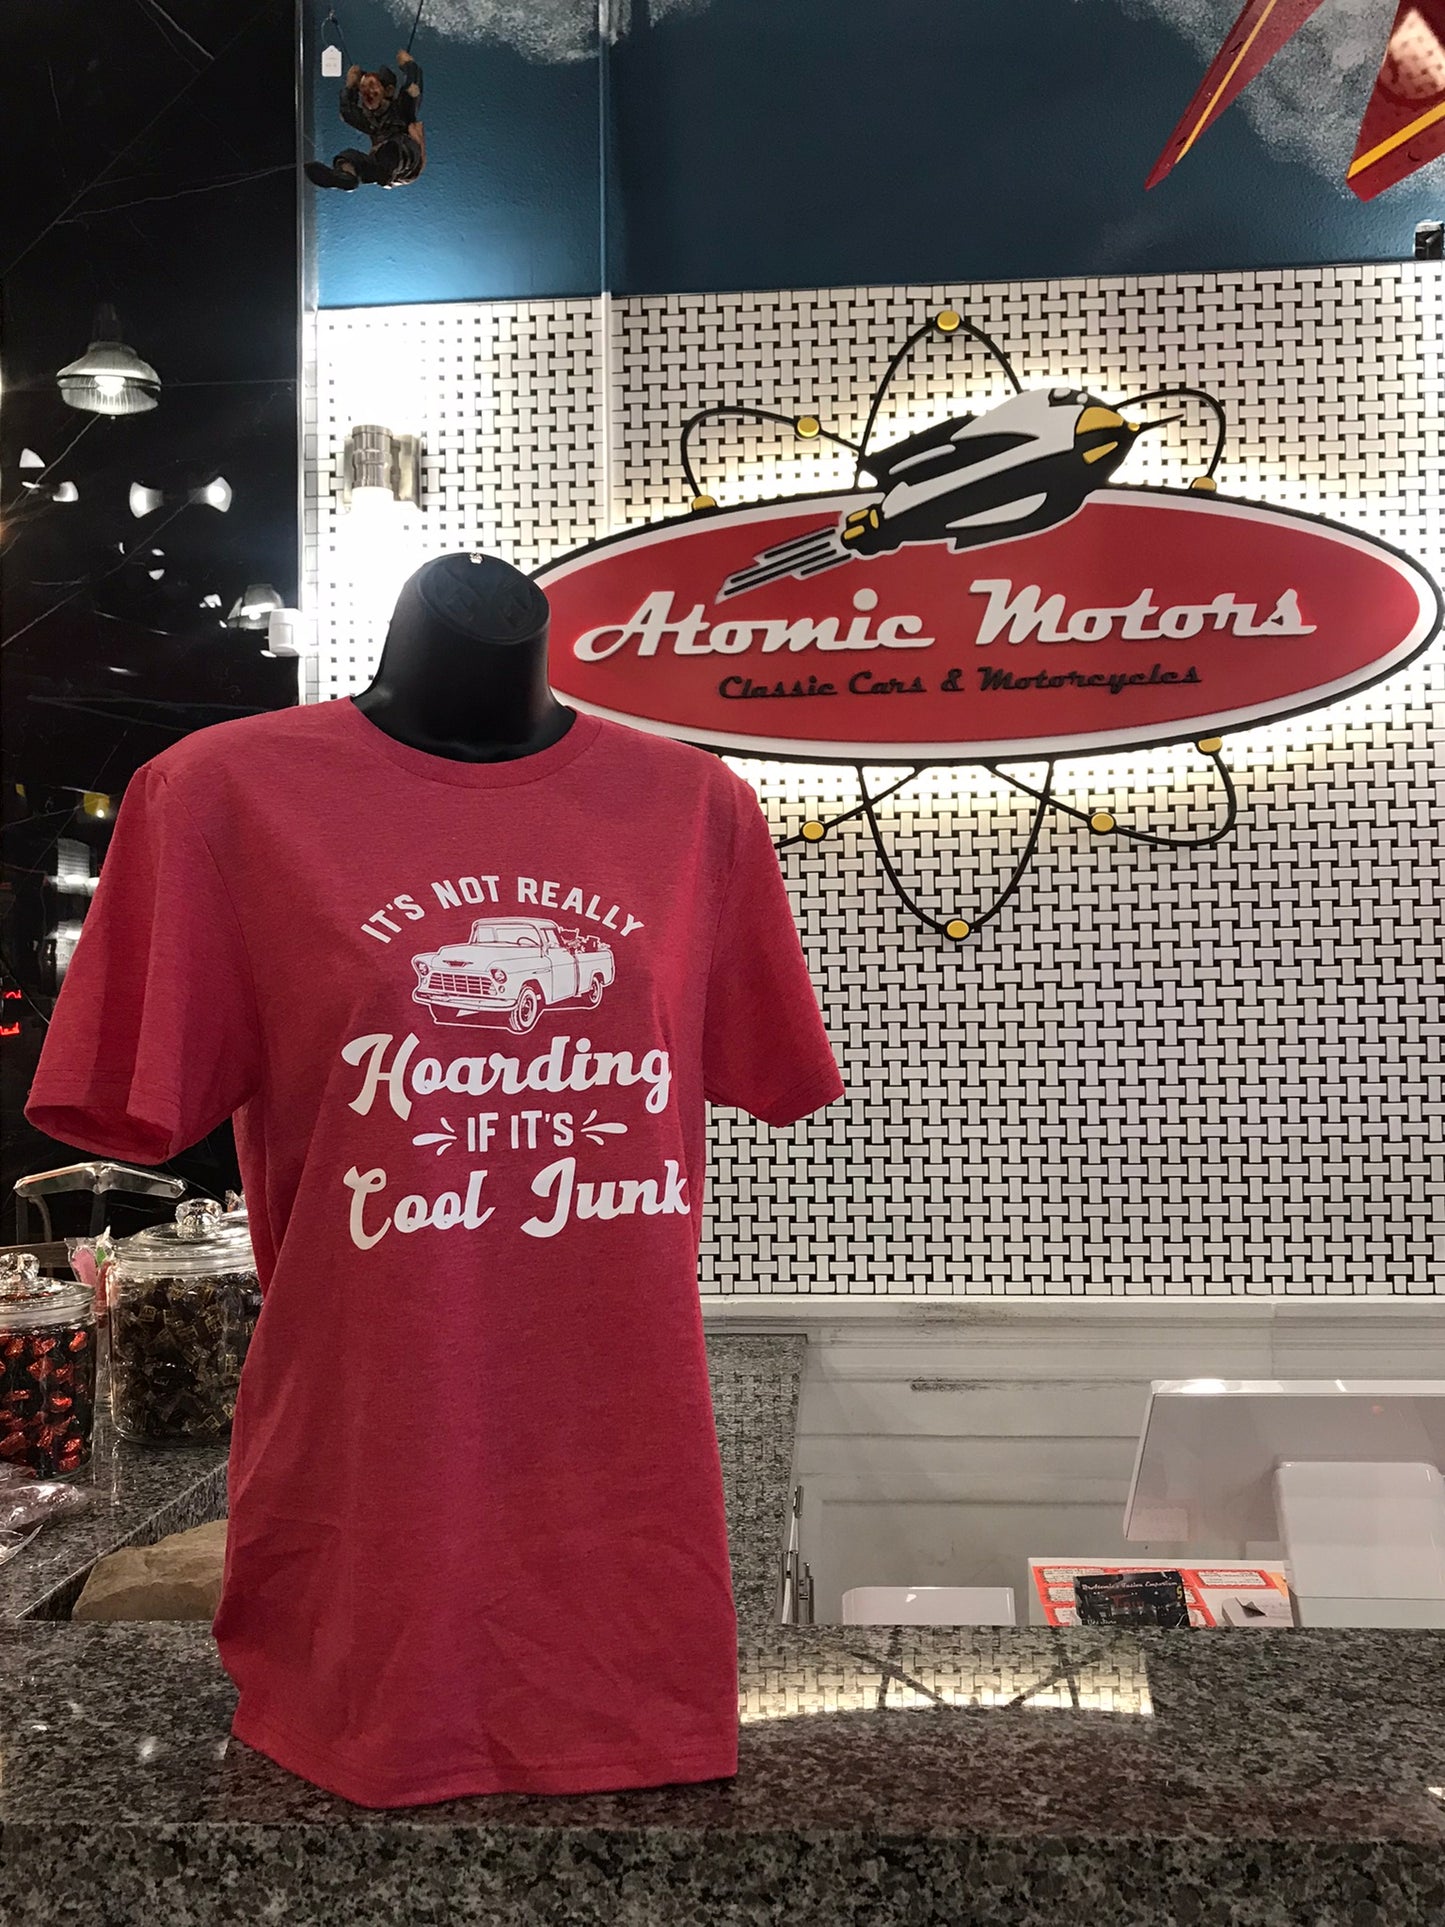 Atomic Motors
Classic Cars & Motorcycles
IT'S NOT REALLY
Hoarding
IF IT'S
Cool Junk